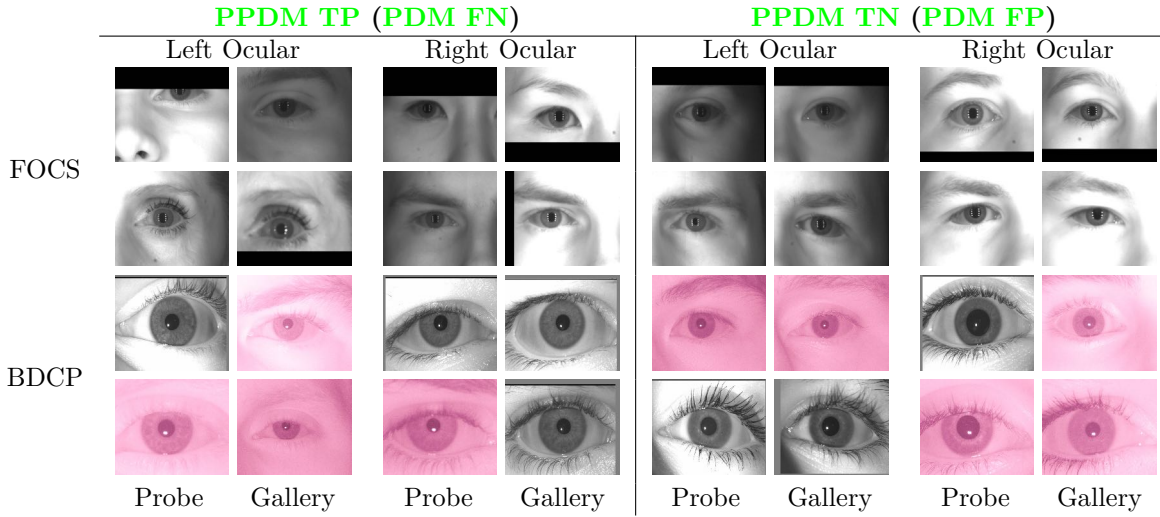 PPDM TP (PDM FN) PPDM TN (PDM FP)
Left Ocular Right Ocular Left Ocular Right Ocular
FOCS
BDCP
Probe Gallery Probe Gallery Probe Gallery Probe Gallery